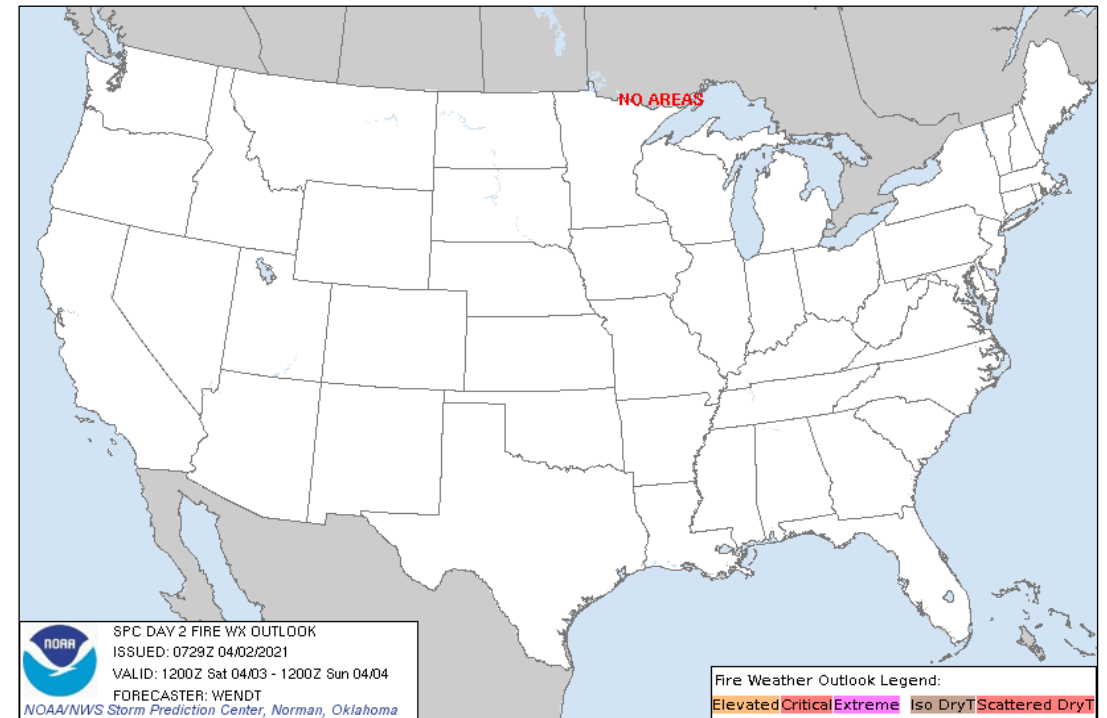 NO AREAS
NOAA
SPC DAY 2 FIRE WX OUTLOOK
ISSUED: 0729Z 04/02/2021
VALID: 1200Z Sat 04/03 - 1200Z Sun 04/04
FORECASTER: WENDT
NOAA/NWS Storm Prediction Center, Norman, Oklahoma
Fire Weather Outlook Legend:
Elevated Critical Extreme Iso DryT Scattered DryT